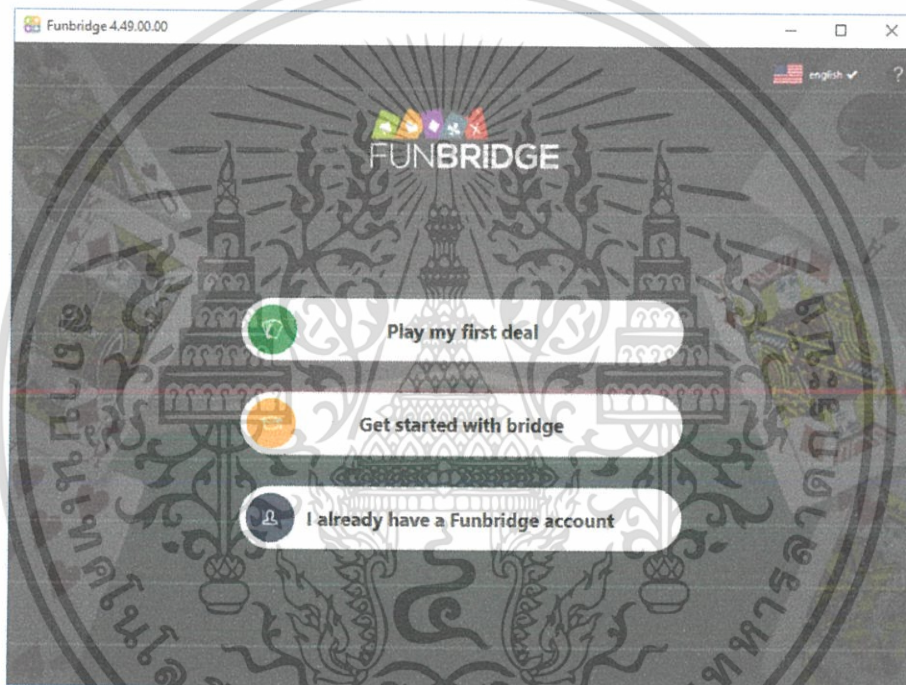 Funbridge 4.49.00.00
english ✔ ?
FUNBRIDGE
Play my first deal
Get started with bridge
I already have a Funbridge account